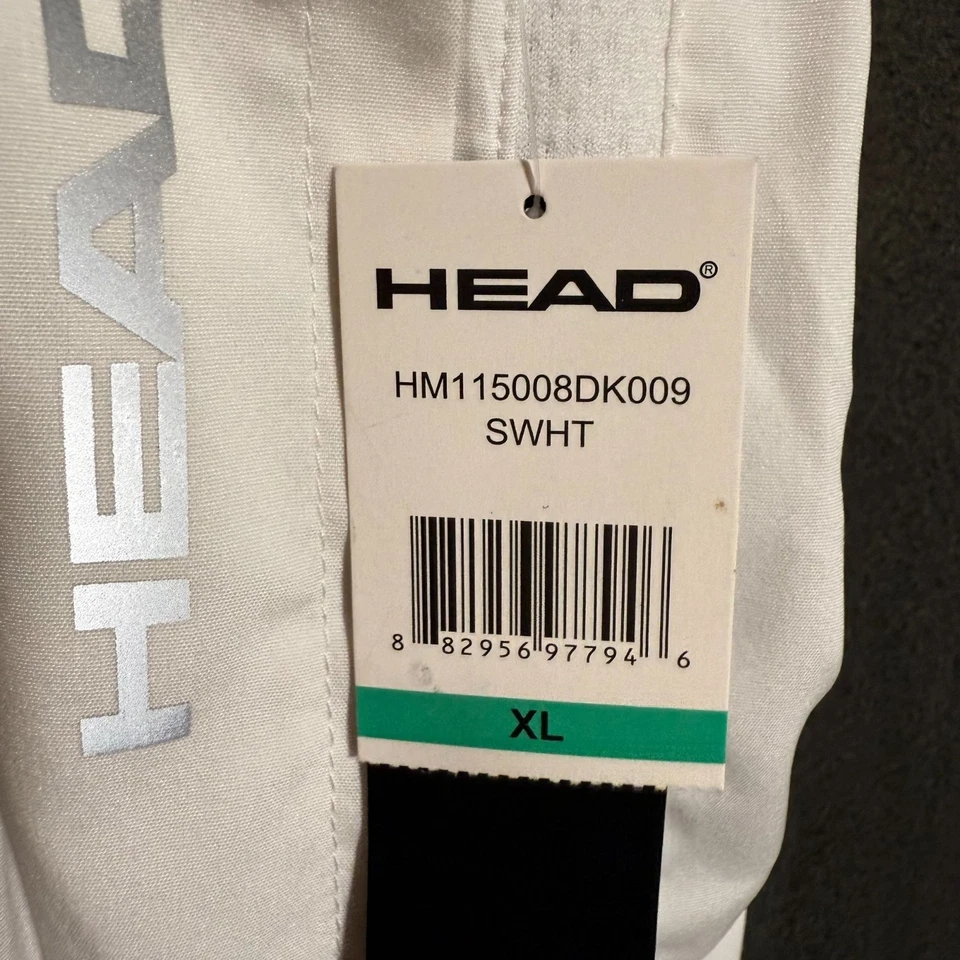 HEAD
HEAD®
HM115008DK009
SWHT
8 82956 97794 6
XL